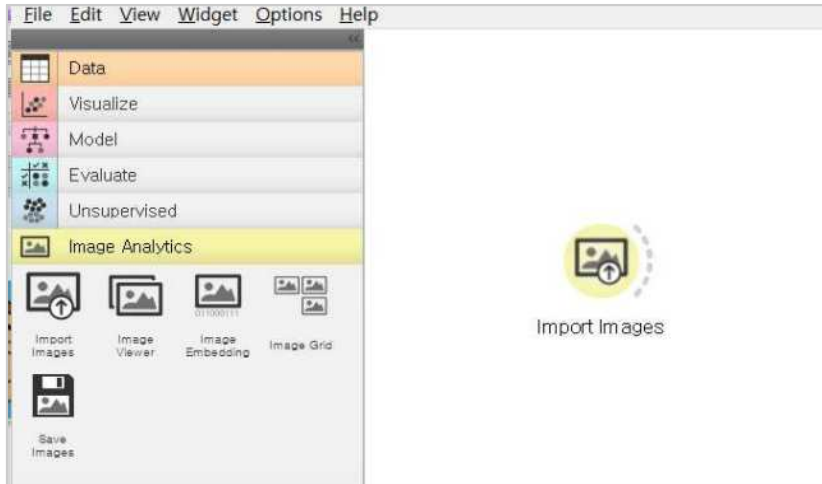 File Edit View Widget Options Help
Data
Visualize
Model
Evaluate
Unsupervised
Image Analytics
Import Images
Image Viewer
Image Embedding
Image Grid
Save Images
Import Images